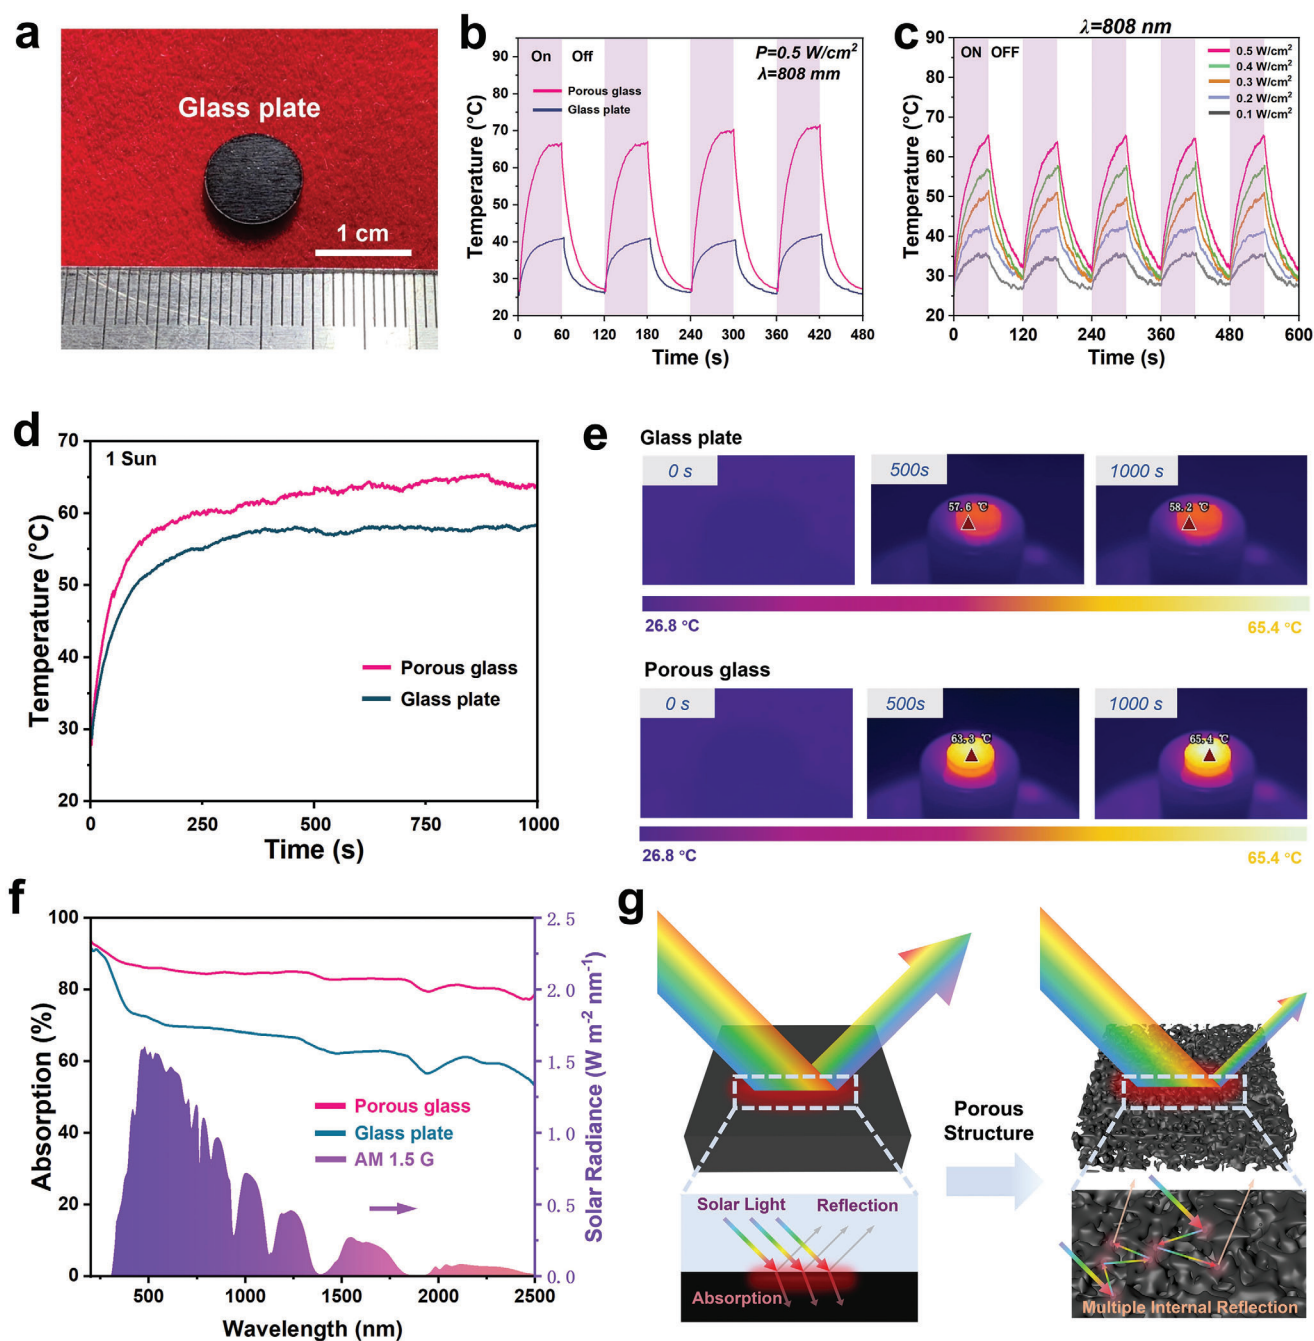 a
Glass plate
1 cm
b
P=0.5 W/cm²
λ=808 mm
On Off
Porous glass
Glass plate
Temperature (°C)
90
80
70
60
50
40
30
20
0 60 120 180 240 300 360 420 480
Time (s)
c
λ=808 nm
ON OFF
0.5 W/cm²
0.4 W/cm²
0.3 W/cm²
0.2 W/cm²
0.1 W/cm²
Temperature (°C)
90
80
70
60
50
40
30
20
0 120 240 360 480 600
Time (s)
d
1 Sun
Porous glass
Glass plate
Temperature (°C)
70
60
50
40
30
20
0 250 500 750 1000
Time (s)
e
Glass plate
0 s
500s
57.6 ℃
1000 s
58.2 ℃
26.8 °C
65.4 °C
Porous glass
0 s
500s
63.3 ℃
1000 s
65.4 ℃
26.8 °C
65.4 °C
f
Absorption (%)
100
80
60
40
20
0
Porous glass
Glass plate
AM 1.5 G
2.5
2.0
1.5
1.0
0.5
0.0
Solar Radiance (W m⁻² nm⁻¹)
500 1000 1500 2000 2500
Wavelength (nm)
g
Porous
Structure
Solar Light
Reflection
Absorption
Multiple Internal Reflection